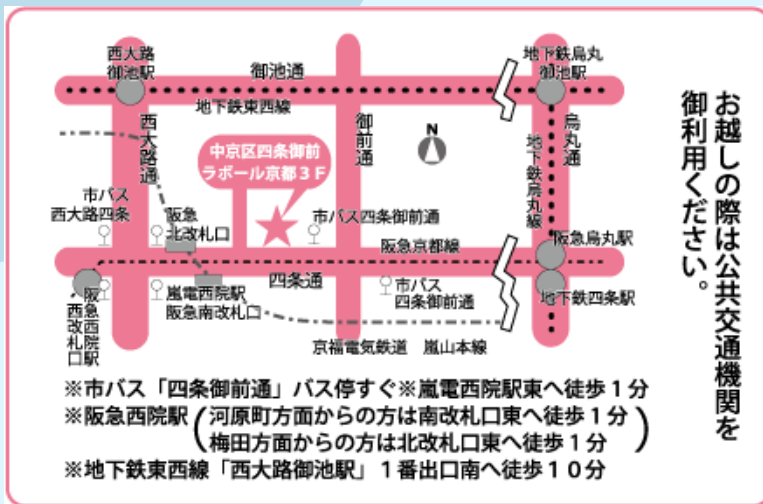 西大路
御池駅
御池通
地下鉄烏丸
御池駅
地下鉄東西線
西大路通
御前通
N
烏丸通
地下鉄烏丸線
中京区四条御前
ラボール京都３Ｆ
市バス
西大路四条
阪急
北改札口
市バス四条御前通
阪急京都線
阪急烏丸駅
四条通
阪急西院駅
西改札口
嵐電西院駅
阪急南改札口
市バス
四条御前通
地下鉄四条駅
京福電気鉄道　嵐山本線
お越しの際は公共交通機関を
御利用ください。
※市バス「四条御前通」バス停すぐ※嵐電西院駅東へ徒歩１分
※阪急西院駅（河原町方面からの方は南改札口東へ徒歩１分
梅田方面からの方は北改札口東へ徒歩１分）
※地下鉄東西線「西大路御池駅」１番出口南へ徒歩１０分